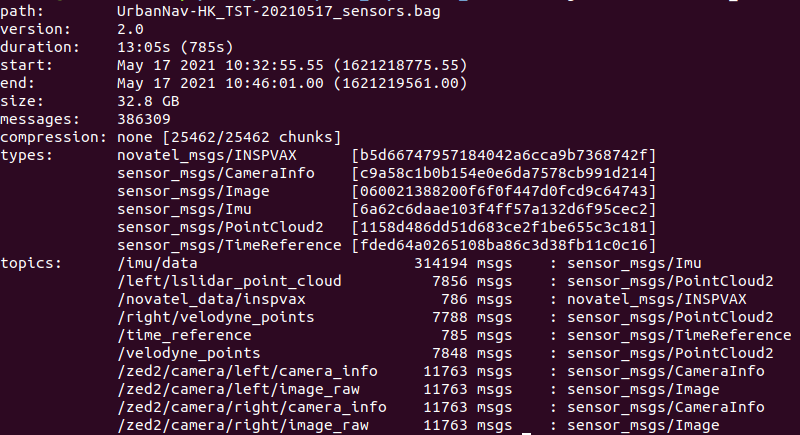 path: UrbanNav-HK_TST-20210517_sensors.bag
version: 2.0
duration: 13:05s (785s)
start: May 17 2021 10:32:55.55 (1621218775.55)
end: May 17 2021 10:46:01.00 (1621219561.00)
size: 32.8 GB
messages: 386309
compression: none [25462/25462 chunks]
types: novatel_msgs/INSPVAX [b5d66747957184042a6cca9b7368742f]
sensor_msgs/CameraInfo [c9a58c1b0b154e0e6da7578cb991d214]
sensor_msgs/Image [060021388200f6f0f447d0fcd9c64743]
sensor_msgs/Imu [6a62c6daae103f4ff57a132d6f95cec2]
sensor_msgs/PointCloud2 [1158d486dd51d683ce2f1be655c3c181]
sensor_msgs/TimeReference [fded64a0265108ba86c3d38fb11c0c16]
topics: /imu/data 314194 msgs : sensor_msgs/Imu
/left/lslidar_point_cloud 7856 msgs : sensor_msgs/PointCloud2
/novatel_data/inspvax 786 msgs : novatel_msgs/INSPVAX
/right/velodyne_points 7788 msgs : sensor_msgs/PointCloud2
/time_reference 785 msgs : sensor_msgs/TimeReference
/velodyne_points 7848 msgs : sensor_msgs/PointCloud2
/zed2/camera/left/camera_info 11763 msgs : sensor_msgs/CameraInfo
/zed2/camera/left/image_raw 11763 msgs : sensor_msgs/Image
/zed2/camera/right/camera_info 11763 msgs : sensor_msgs/CameraInfo
/zed2/camera/right/image_raw 11763 msgs : sensor_msgs/Image